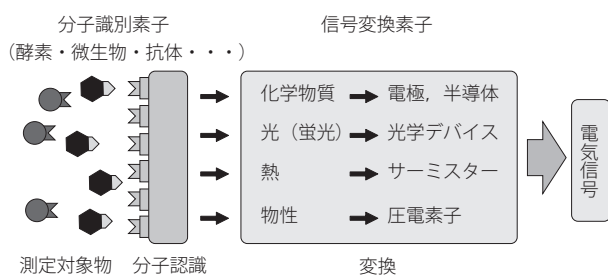 分子識別素子
（酵素・微生物・抗体・・・）
信号変換素子
化学物質 電極，半導体
光（蛍光） 光学デバイス
熱 サーミスター
物性 圧電素子
電気信号
測定対象物 分子認識 変換